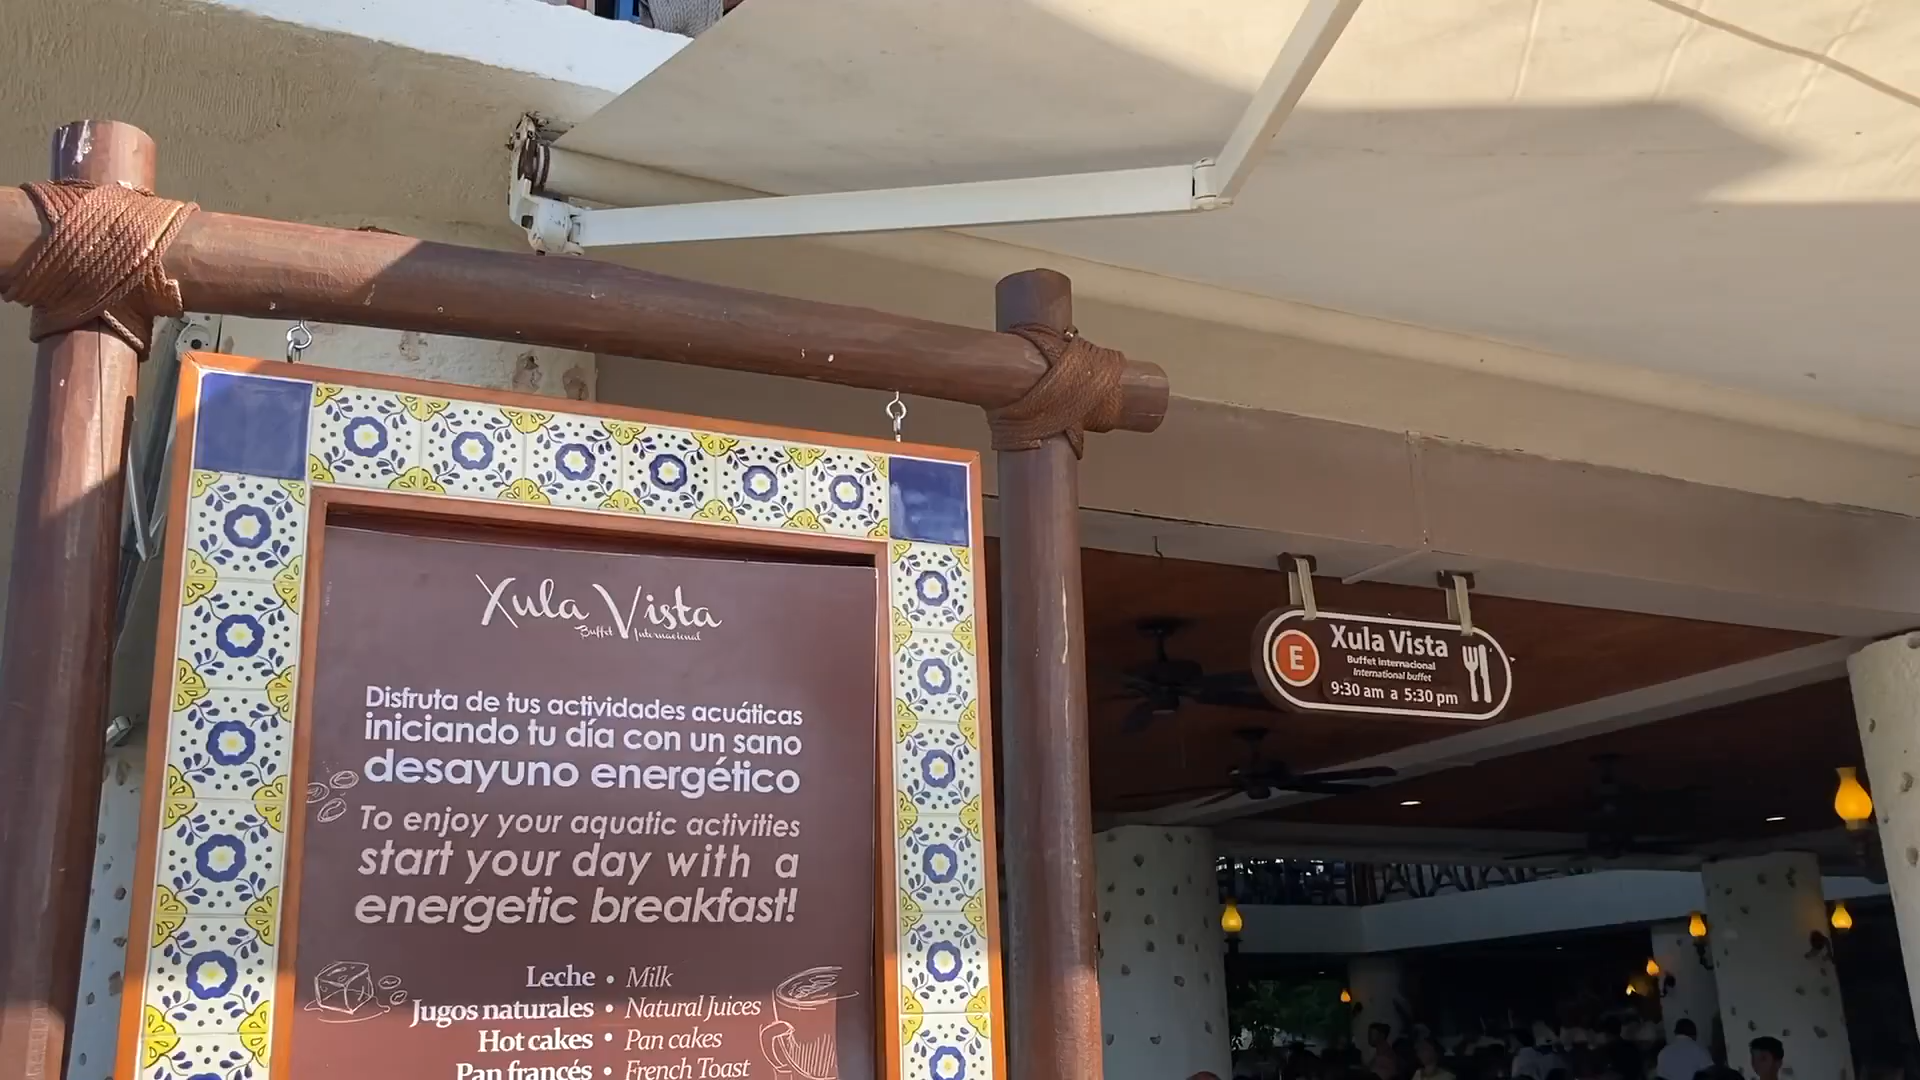 Xula Vista
Buffet Internacional
Disfruta de tus actividades acuáticas
iniciando tu día con un sano
desayuno energético
To enjoy your aquatic activities
start your day with a
energetic breakfast!
Leche • Milk
Jugos naturales • Natural Juices
Hot cakes • Pan cakes
Pan francés • French Toast
E
Xula Vista
Buffet internacional
International buffet
9:30 am a 5:30 pm